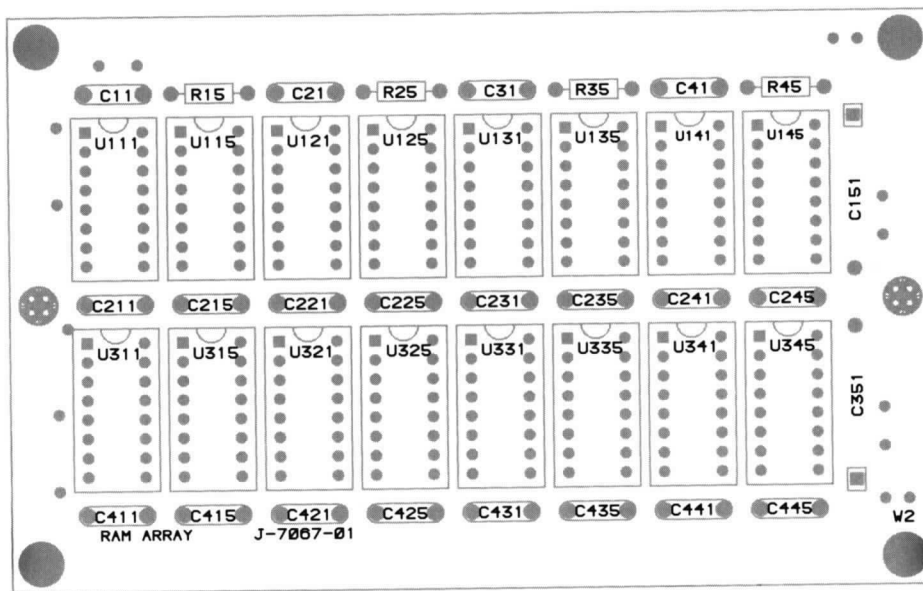 C11 R15 C21 R25 C31 R35 C41 R45
U111 U115 U121 U125 U131 U135 U141 U145
C151
C211 C215 C221 C225 C231 C235 C241 C245
U311 U315 U321 U325 U331 U335 U341 U345
C351
C411 C415 C421 C425 C431 C435 C441 C445
W2
RAM ARRAY J-7067-01